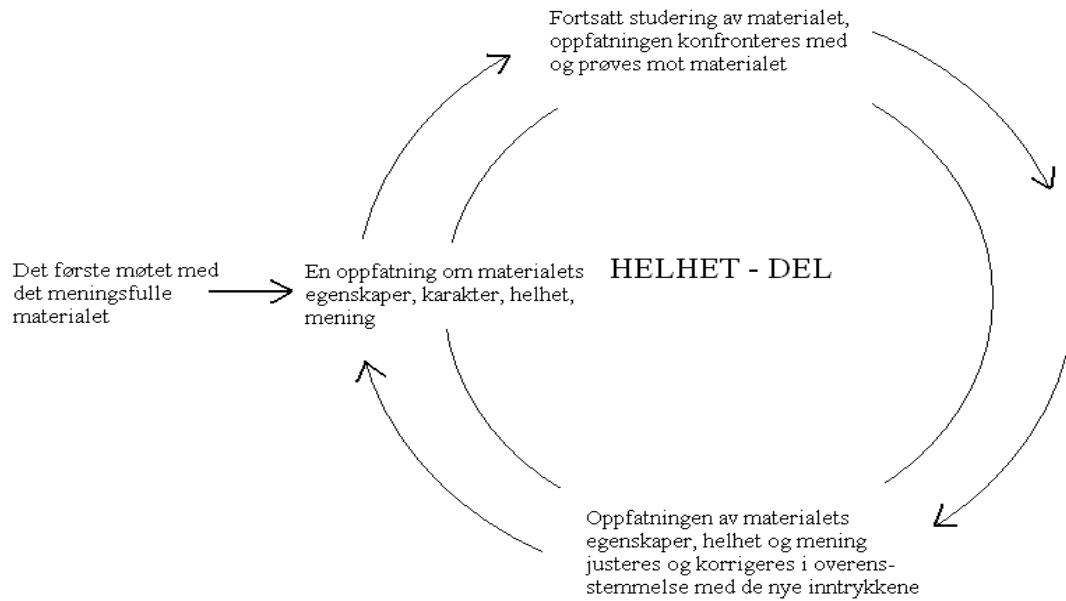 Fortsatt studering av materialet,
oppfatningen konfronteres med
og prøves mot materialet
Det første møtet med
det meningsfulle
materialet
En oppfatning om materialets
egenskaper, karakter, helhet,
mening
HELHET - DEL
Oppfatningen av materialets
egenskaper, helhet og mening
justeres og korrigeres i overens-
stemmelse med de nye inntrykkene